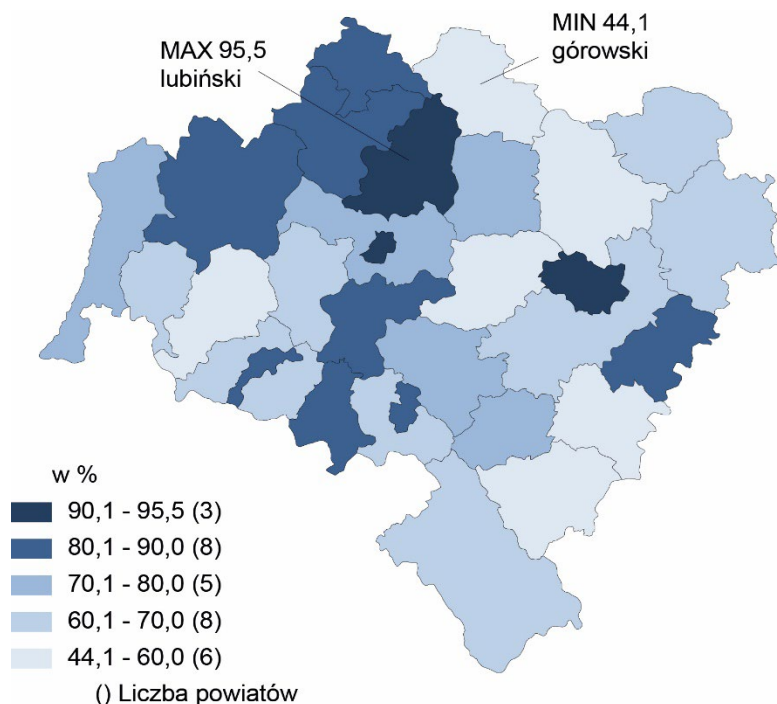 MAX 95,5
lubiński
MIN 44,1
górowski
w %
90,1 - 95,5 (3)
80,1 - 90,0 (8)
70,1 - 80,0 (5)
60,1 - 70,0 (8)
44,1 - 60,0 (6)
() Liczba powiatów